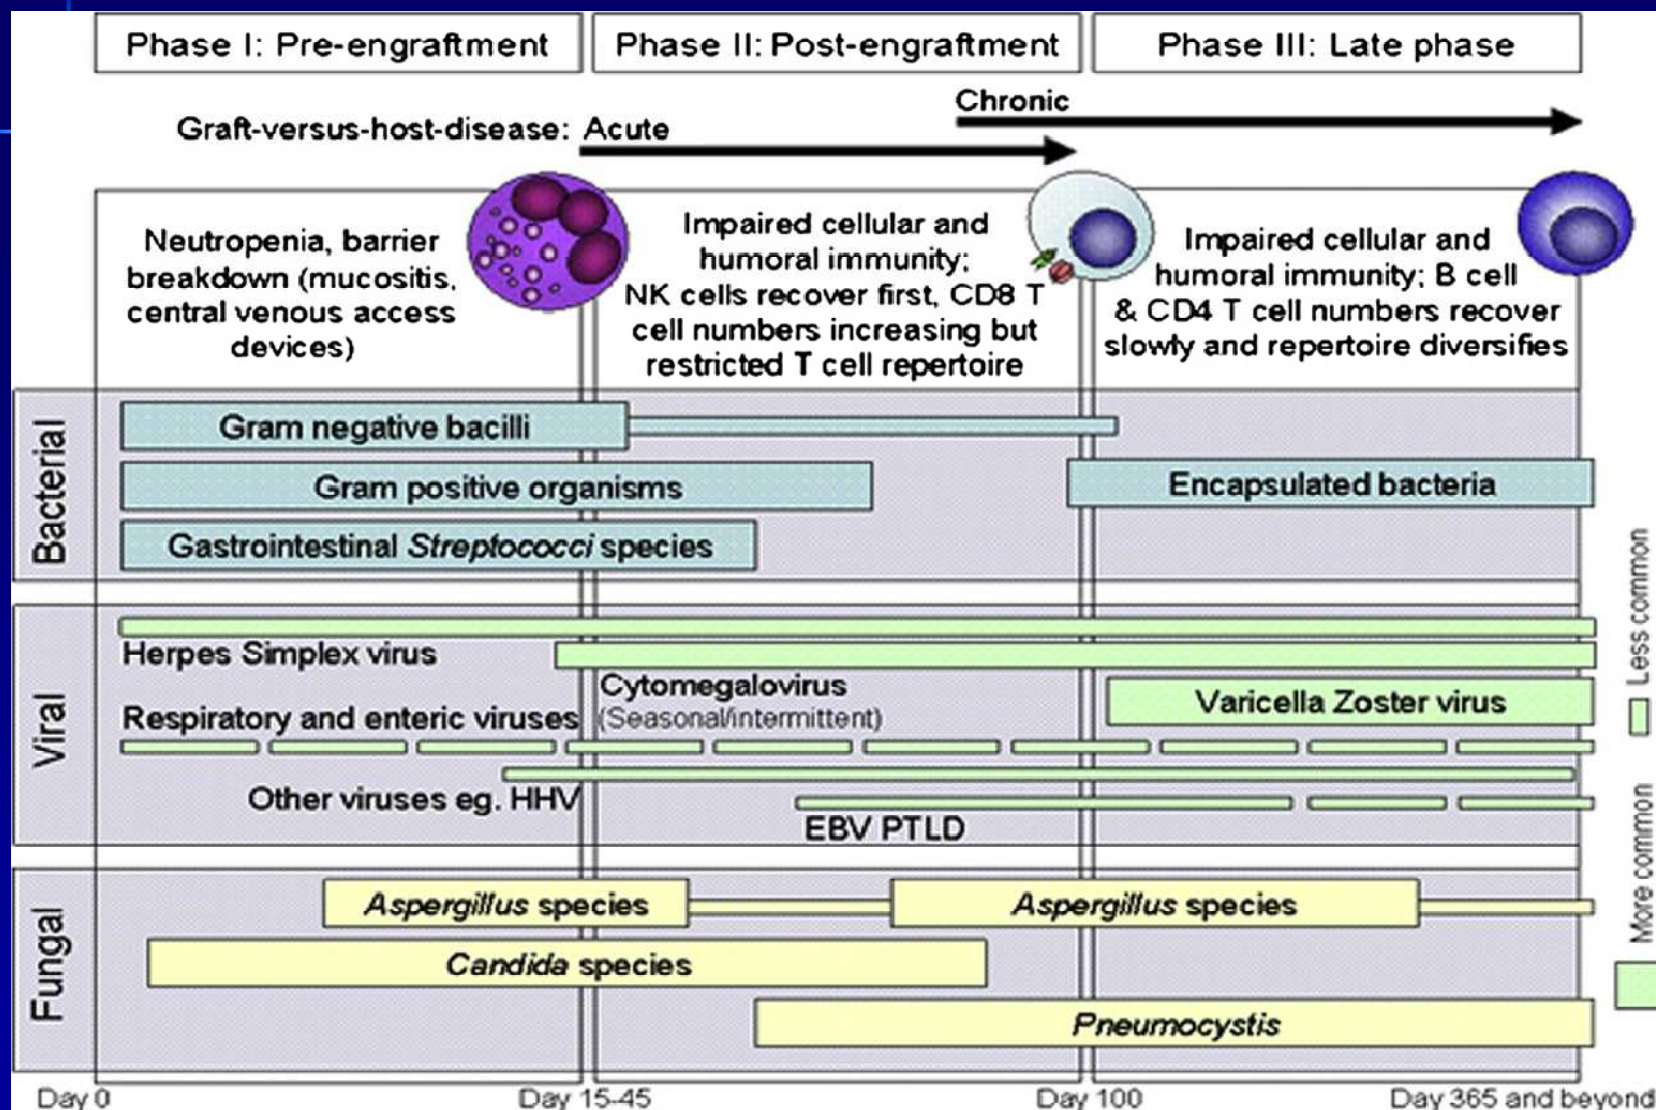 Phase I: Pre-engraftment
Phase II: Post-engraftment
Phase III: Late phase
Chronic
Graft-versus-host-disease: Acute
Neutropenia, barrier
breakdown (mucositis,
central venous access
devices)
Impaired cellular and
humoral immunity;
NK cells recover first, CD8 T
cell numbers increasing but
restricted T cell repertoire
Impaired cellular and
humoral immunity; B cell
& CD4 T cell numbers recover
slowly and repertoire diversifies
Bacterial
Gram negative bacilli
Gram positive organisms
Encapsulated bacteria
Gastrointestinal Streptococci species
Viral
Herpes Simplex virus
Cytomegalovirus
Varicella Zoster virus
Respiratory and enteric viruses (Seasonal/intermittent)
Other viruses eg. HHV
EBV PTLD
Fungal
Aspergillus species
Aspergillus species
Candida species
Pneumocystis
Less common
More common
Day 0
Day 15-45
Day 100
Day 365 and beyond